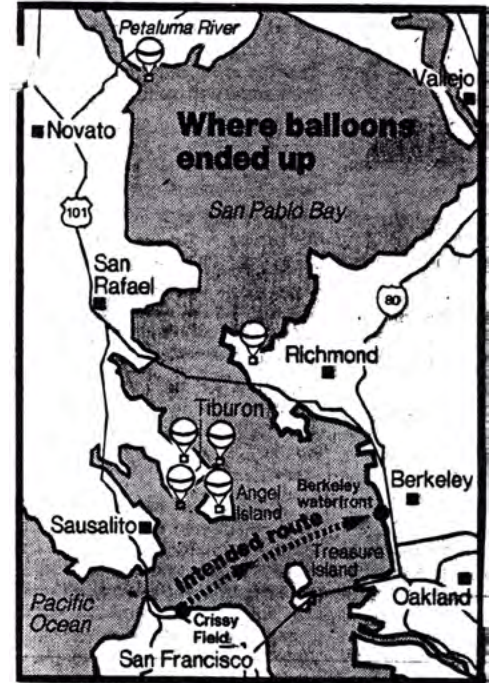 Petaluma River
Vallejo
Novato
Where balloons
ended up
San Pablo Bay
101
San
Rafael
80
Richmond
Tiburon
Angel
Island
Berkeley
waterfront
Berkeley
Sausalito
Intended route
Treasure
Island
Pacific
Ocean
Crissy
Field
Oakland
San Francisco